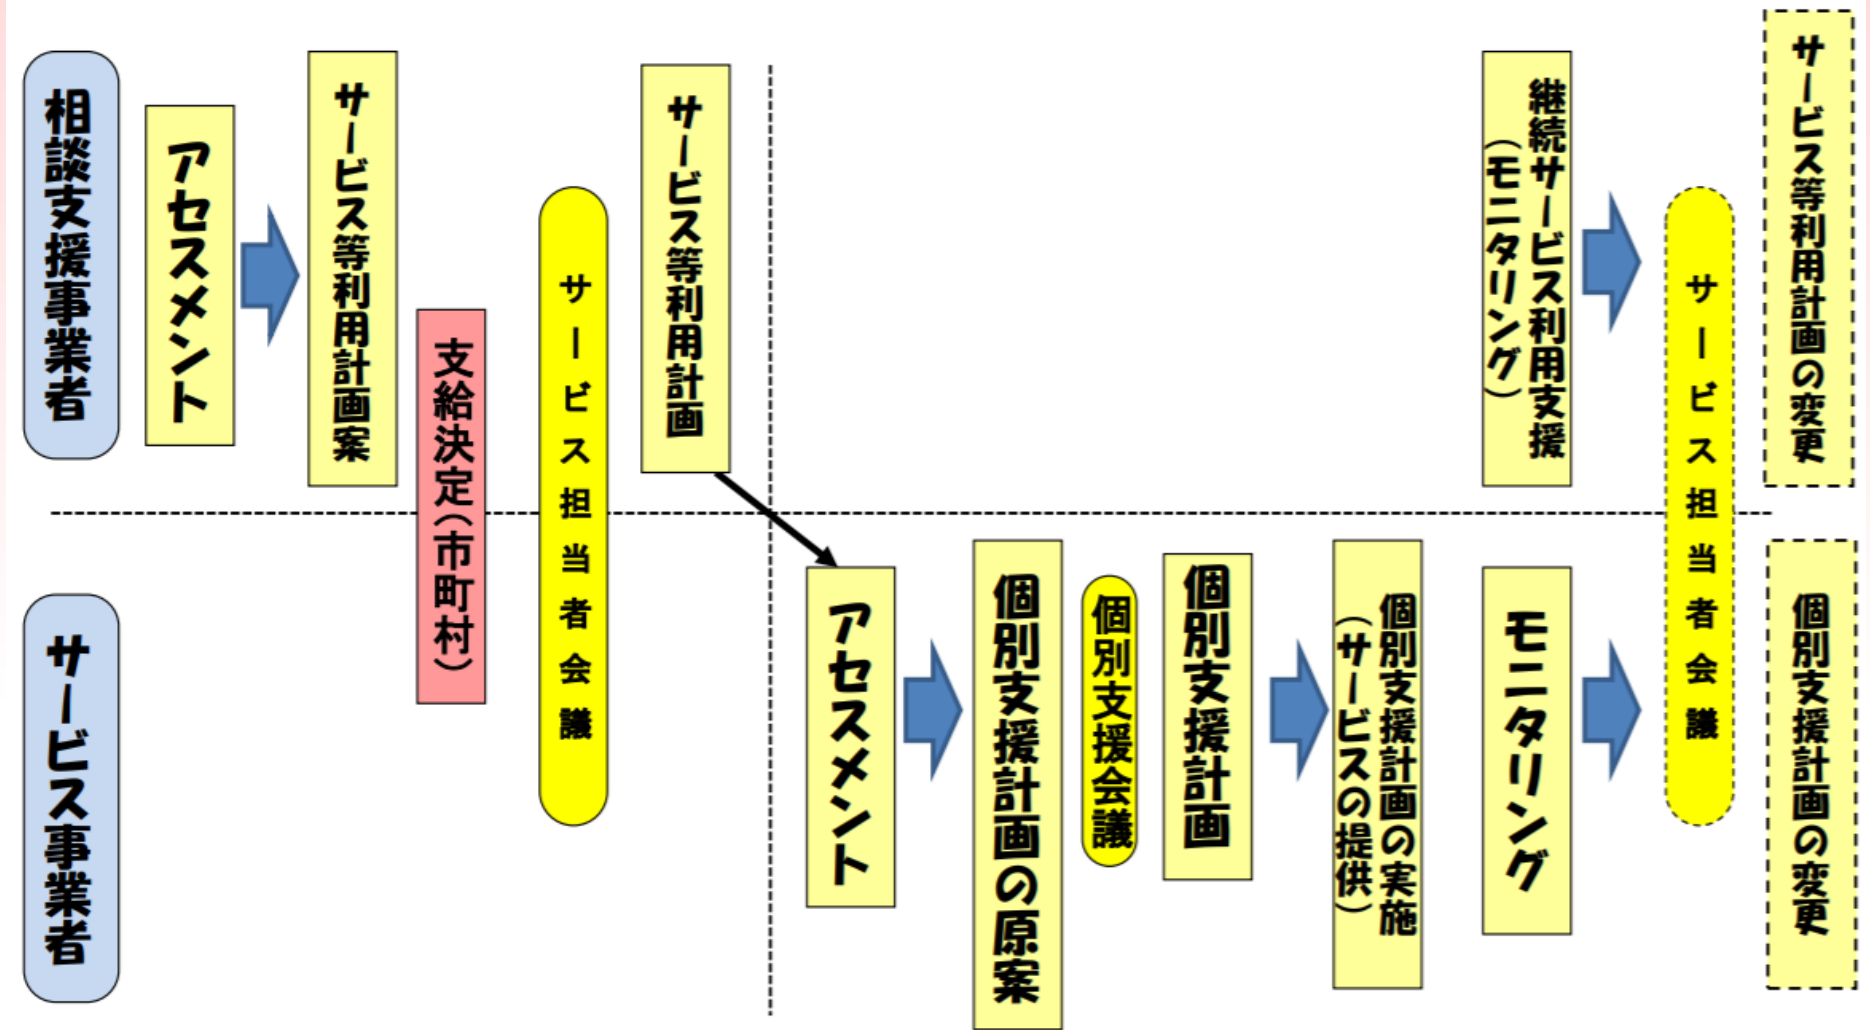 相談支援事業者
アセスメント
サービス等利用計画案
支給決定(市町村)
サービス担当者会議
サービス等利用計画
継続サービス利用支援
(モニタリング)
サービス担当者会議
サービス等利用計画の変更
サービス事業者
アセスメント
個別支援計画の原案
個別支援会議
個別支援計画
個別支援計画の実施
(サービスの提供)
モニタリング
個別支援計画の変更